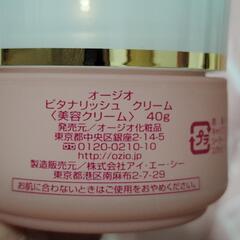 オージオ
ビタナリッシュ クリーム
〈美容クリーム〉 40g
発売元／オージオ化粧品
東京都中央区銀座2-14-5
0120-0210-10
http://ozio.jp/
製造販売元／株式会社アイ・エー・シー
東京都港区南麻布2-7-29
お肌に合わないときはご使用をおやめください。
プラ